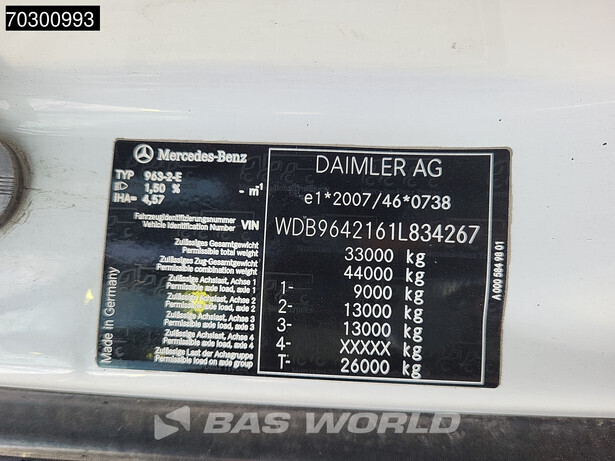 70300993
Mercedes-Benz
TYP 963-2-E
1,50 % - m⁻¹
IHA= 4,57
DAIMLER AG
e1*2007/46*0738
Fahrzeugidentifizierungsnummer
Vehicle Identification Number VIN WDB9642161L834267
Zulässiges Gesamtgewicht
Permissible total weight 33000 kg
Zulässiges Zug-Gesamtgewicht
Permissible combination weight 44000 kg
Zulässige Achslast, Achse 1
Permissible axle load, axle 1 1- 9000 kg
Zulässige Achslast, Achse 2
Permissible axle load, axle 2 2- 13000 kg
Zulässige Achslast, Achse 3
Permissible axle load, axle 3 3- 13000 kg
Zulässige Achslast, Achse 4
Permissible axle load, axle 4 4- XXXXX kg
Zulässige Last der Achsgruppe
Permissible load on axle group T- 26000 kg
Made in Germany
A 000 584 98 01
BAS WORLD